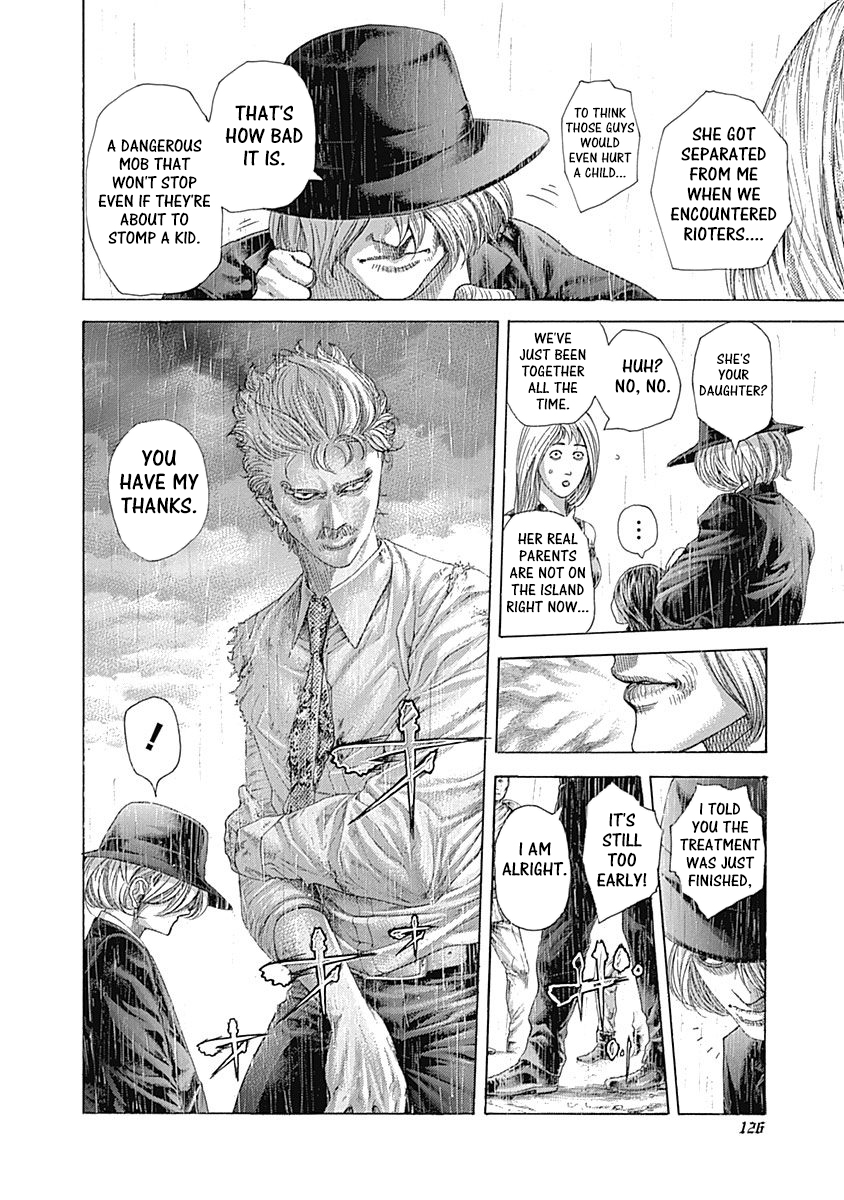 SHE GOT
SEPARATED
FROM ME
WHEN WE
ENCOUNTERED
RIOTERS....
TO THINK
THOSE GUYS
WOULD
EVEN HURT
A CHILD...
THAT'S
HOW BAD
IT IS.
A DANGEROUS
MOB THAT
WON'T STOP
EVEN IF THEY'RE
ABOUT TO
STOMP A KID.
SHE'S
YOUR
DAUGHTER?
HUH?
NO, NO.
WE'VE
JUST BEEN
TOGETHER
ALL THE
TIME.
...
HER REAL
PARENTS
ARE NOT ON
THE ISLAND
RIGHT NOW...
I TOLD
YOU THE
TREATMENT
WAS JUST
FINISHED,
IT'S
STILL
TOO
EARLY!
I AM
ALRIGHT.
YOU
HAVE MY
THANKS.
!
126